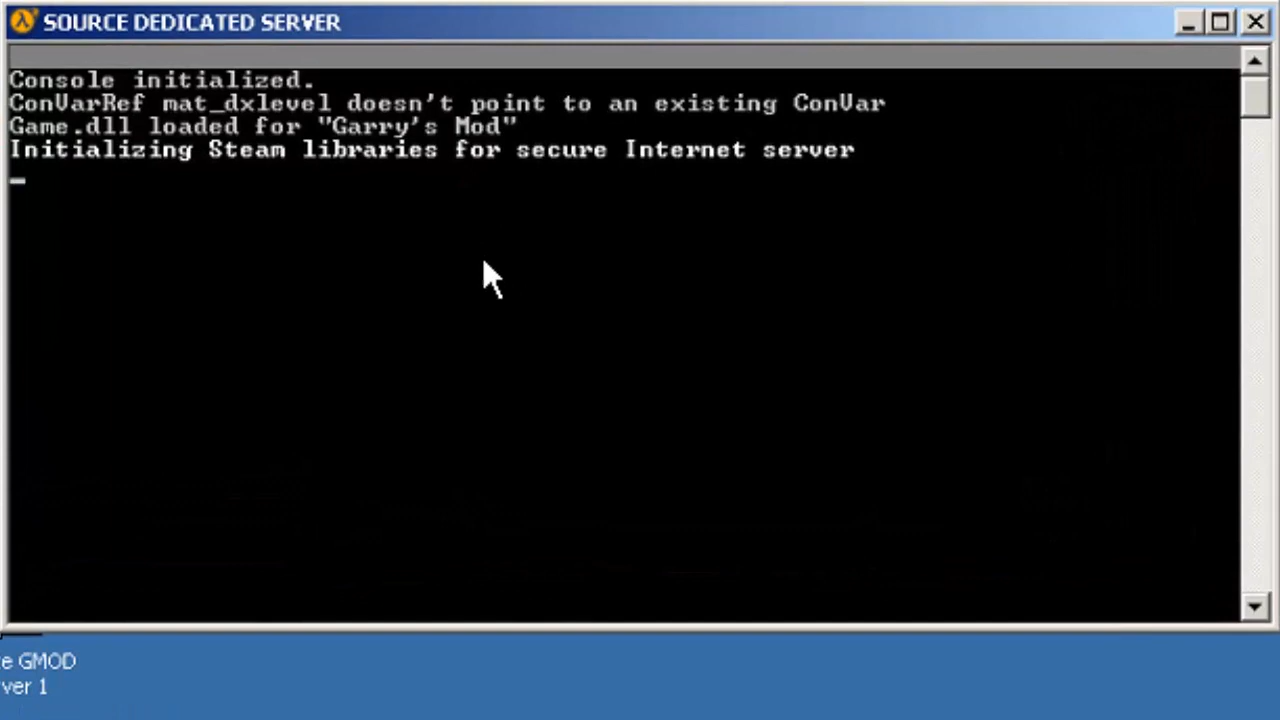 SOURCE DEDICATED SERVER
Console initialized.
ConVarRef mat_dxlevel doesn't point to an existing ConVar
Game.dll loaded for "Garry's Mod"
Initializing Steam libraries for secure Internet server
e GMOD
ver 1